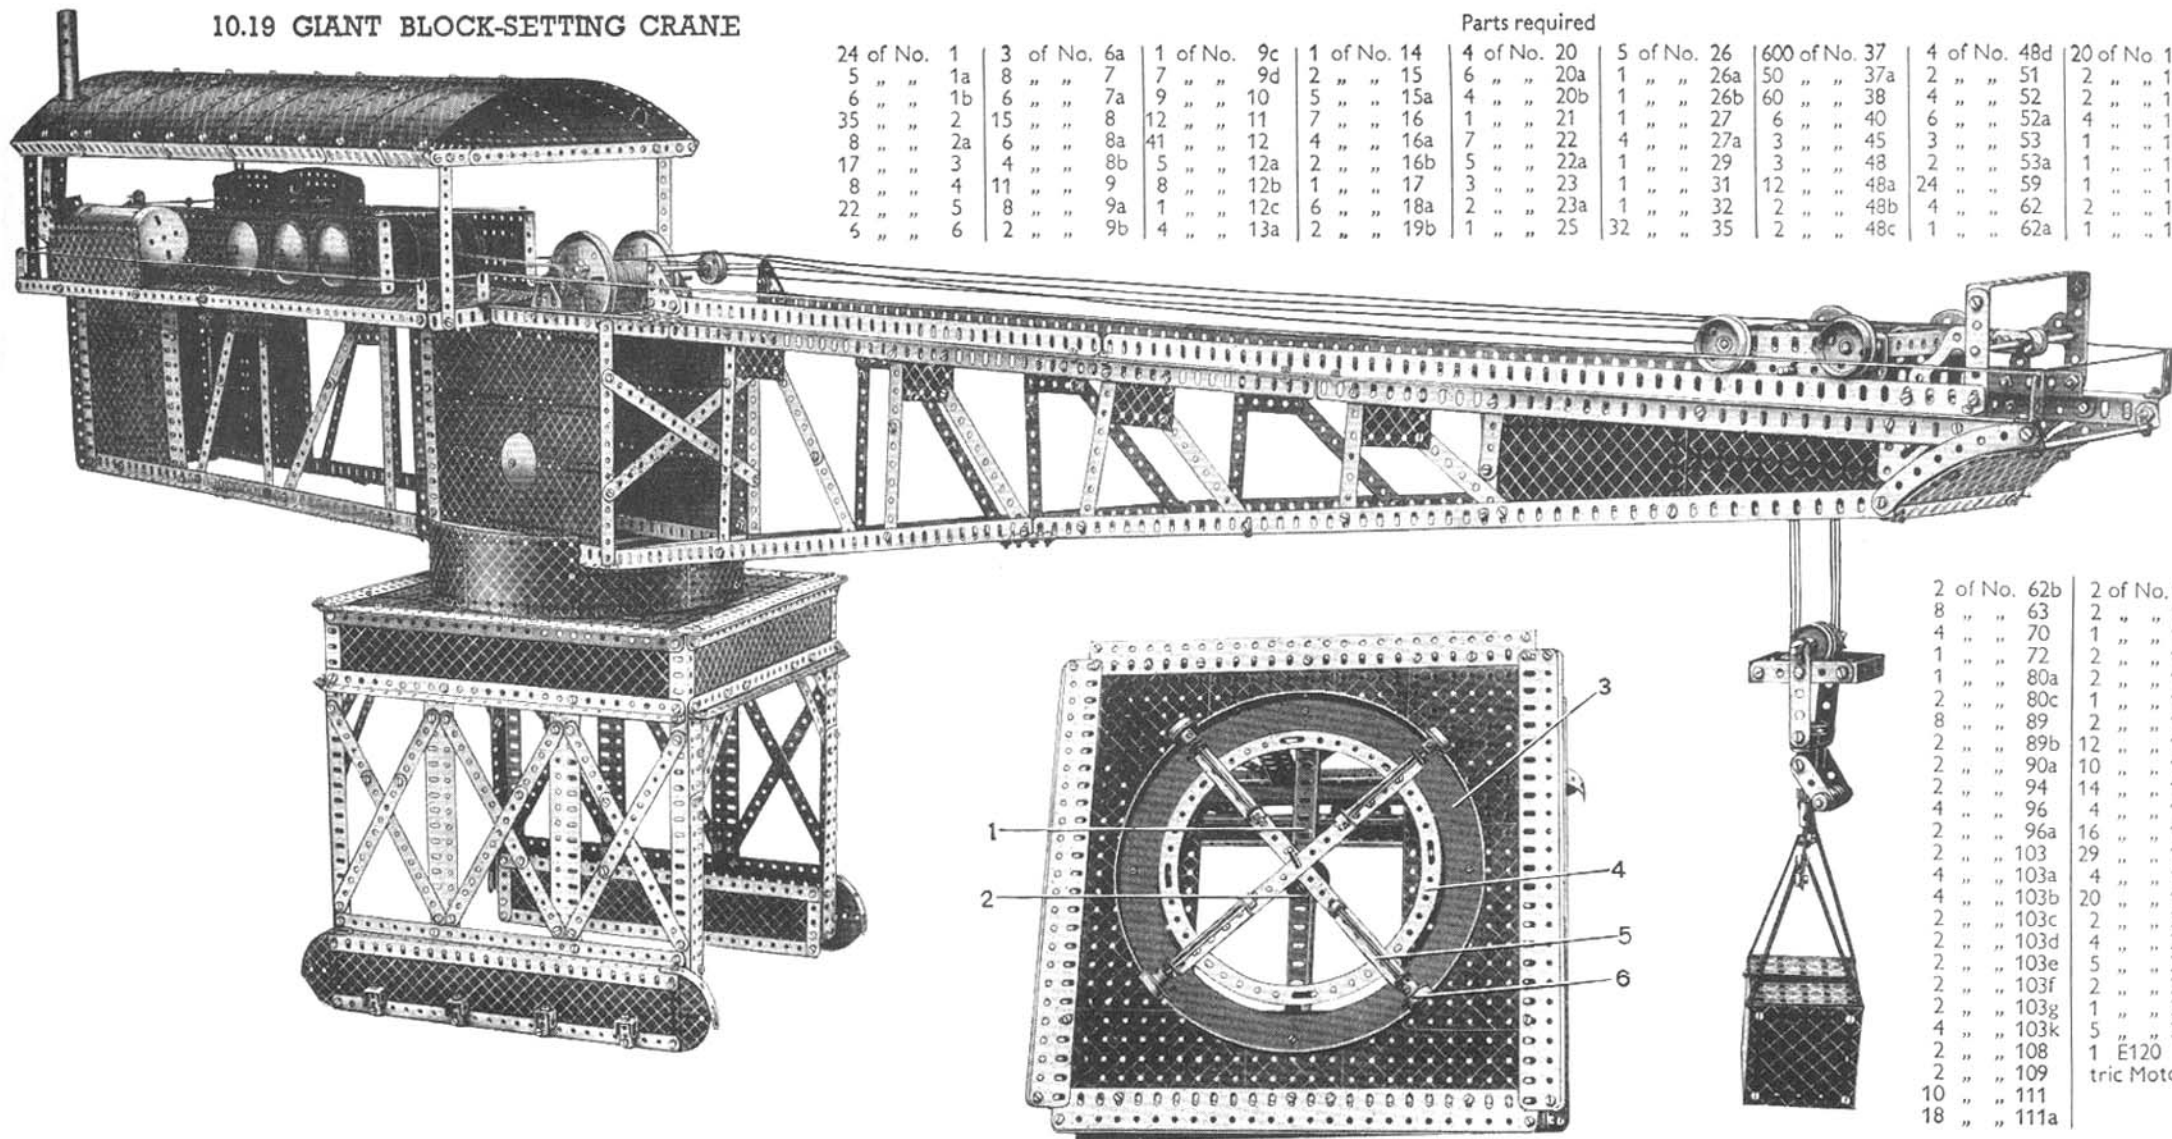 10.19 GIANT BLOCK-SETTING CRANE
Parts required
24 of No. 1 | 3 of No. 6a | 1 of No. 9c | 1 of No. 14 | 4 of No. 20 | 5 of No. 26 | 600 of No. 37 | 4 of No. 48d | 20 of No 1
5 „ „ 1a | 8 „ „ 7 | 7 „ „ 9d | 2 „ „ 15 | 6 „ „ 20a | 1 „ „ 26a | 50 „ „ 37a | 2 „ „ 51 | 2 „ „ 1
6 „ „ 1b | 6 „ „ 7a | 9 „ „ 10 | 5 „ „ 15a | 4 „ „ 20b | 1 „ „ 26b | 60 „ „ 38 | 4 „ „ 52 | 2 „ „ 1
35 „ „ 2 | 15 „ „ 8 | 12 „ „ 11 | 7 „ „ 16 | 1 „ „ 21 | 1 „ „ 27 | 6 „ „ 40 | 6 „ „ 52a | 4 „ „ 1
8 „ „ 2a | 6 „ „ 8a | 41 „ „ 12 | 4 „ „ 16a | 7 „ „ 22 | 4 „ „ 27a | 3 „ „ 45 | 3 „ „ 53 | 1 „ „ 1
17 „ „ 3 | 4 „ „ 8b | 5 „ „ 12a | 2 „ „ 16b | 5 „ „ 22a | 1 „ „ 29 | 3 „ „ 48 | 2 „ „ 53a | 1 „ „ 1
8 „ „ 4 | 11 „ „ 9 | 8 „ „ 12b | 1 „ „ 17 | 3 „ „ 23 | 1 „ „ 31 | 12 „ „ 48a | 24 „ „ 59 | 1 „ „ 1
22 „ „ 5 | 8 „ „ 9a | 1 „ „ 12c | 6 „ „ 18a | 2 „ „ 23a | 1 „ „ 32 | 2 „ „ 48b | 4 „ „ 62 | 2 „ „ 1
6 „ „ 6 | 2 „ „ 9b | 4 „ „ 13a | 2 „ „ 19b | 1 „ „ 25 | 32 „ „ 35 | 2 „ „ 48c | 1 „ „ 62a | 1 „ „ 1
2 of No. 62b | 2 of No.
8 „ „ 63 | 2 „ „
4 „ „ 70 | 1 „ „
1 „ „ 72 | 2 „ „
1 „ „ 80a | 2 „ „
2 „ „ 80c | 1 „ „
8 „ „ 89 | 2 „ „
2 „ „ 89b | 12 „ „
2 „ „ 90a | 10 „ „
2 „ „ 94 | 14 „ „
4 „ „ 96 | 4 „ „
2 „ „ 96a | 16 „ „
2 „ „ 103 | 29 „ „
4 „ „ 103a | 4 „ „
4 „ „ 103b | 20 „ „
2 „ „ 103c | 2 „ „
2 „ „ 103d | 4 „ „
2 „ „ 103e | 5 „ „
2 „ „ 103f | 2 „ „
2 „ „ 103g | 1 „ „
4 „ „ 103k | 5 „ „
2 „ „ 108 | 1 E120
2 „ „ 109 | tric Moto
10 „ „ 111
18 „ „ 111a
3
1
4
2
5
6